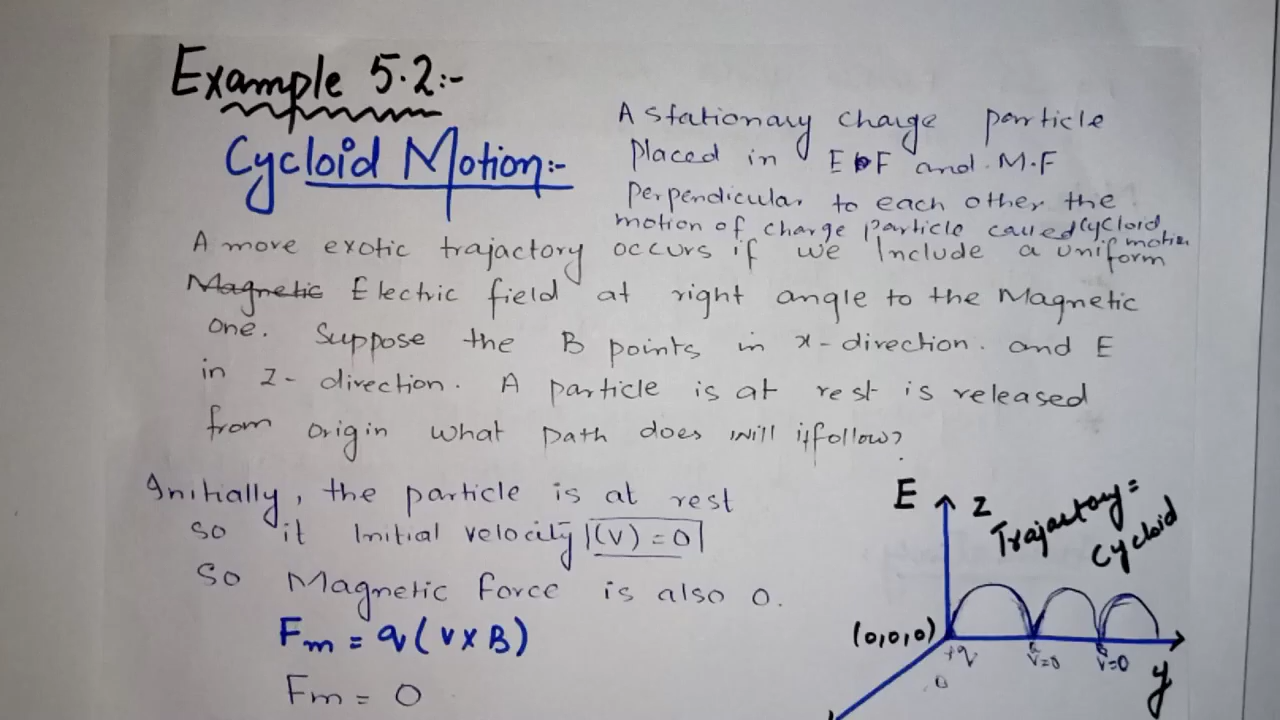 Example 5.2:-
Cycloid Motion:-
A stationary charge particle
placed in E.F and M.F
perpendicular to each other the
motion of charge particle called cycloid
motion
A more exotic trajactory occurs if we Include a uniform
Magnetic Electric field at right angle to the Magnetic
one. Suppose the B points in x-direction. and E
in z-direction. A particle is at rest is released
from origin what path does will it follow?
Initially, the particle is at rest
so it Initial velocity |(v) = 0|
So Magnetic force is also 0.
Fm = q(v×B)
Fm = 0
E
z
Trajactory =
Cycloid
(0,0,0)
+q
v=0
v=0
y
0